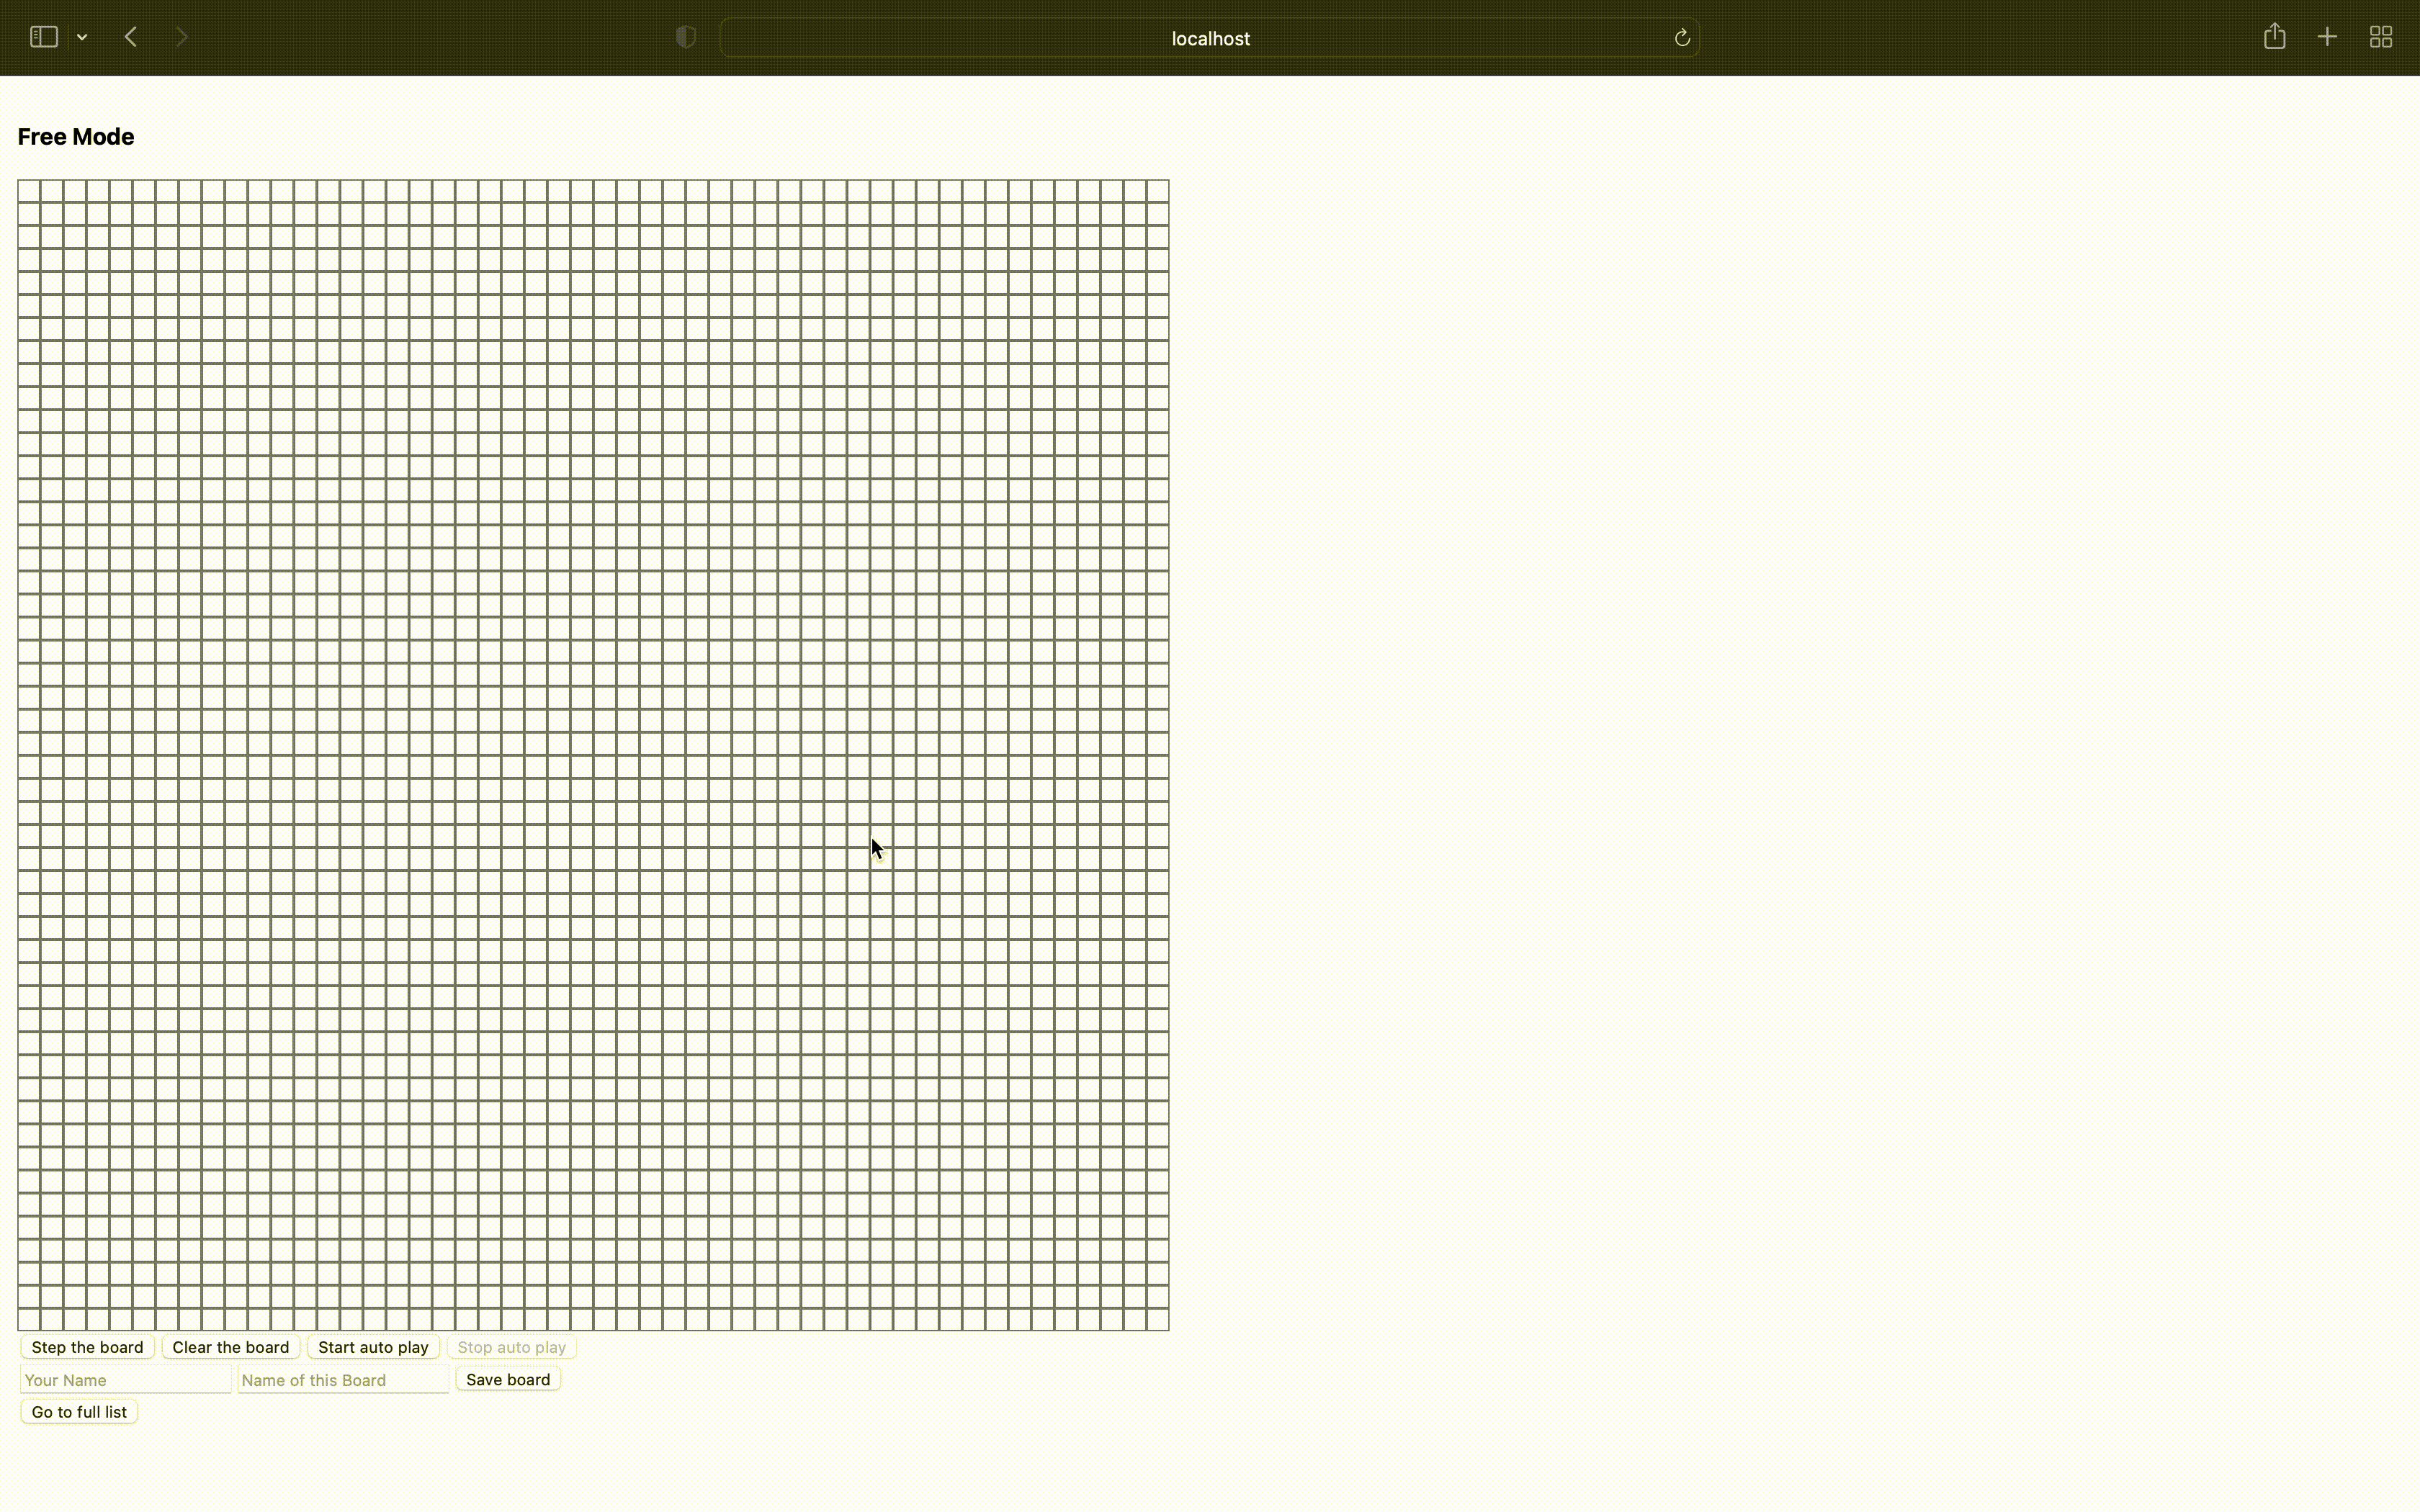 localhost
Free Mode
Step the board Clear the board Start auto play Stop auto play
Your Name Name of this Board Save board
Go to full list